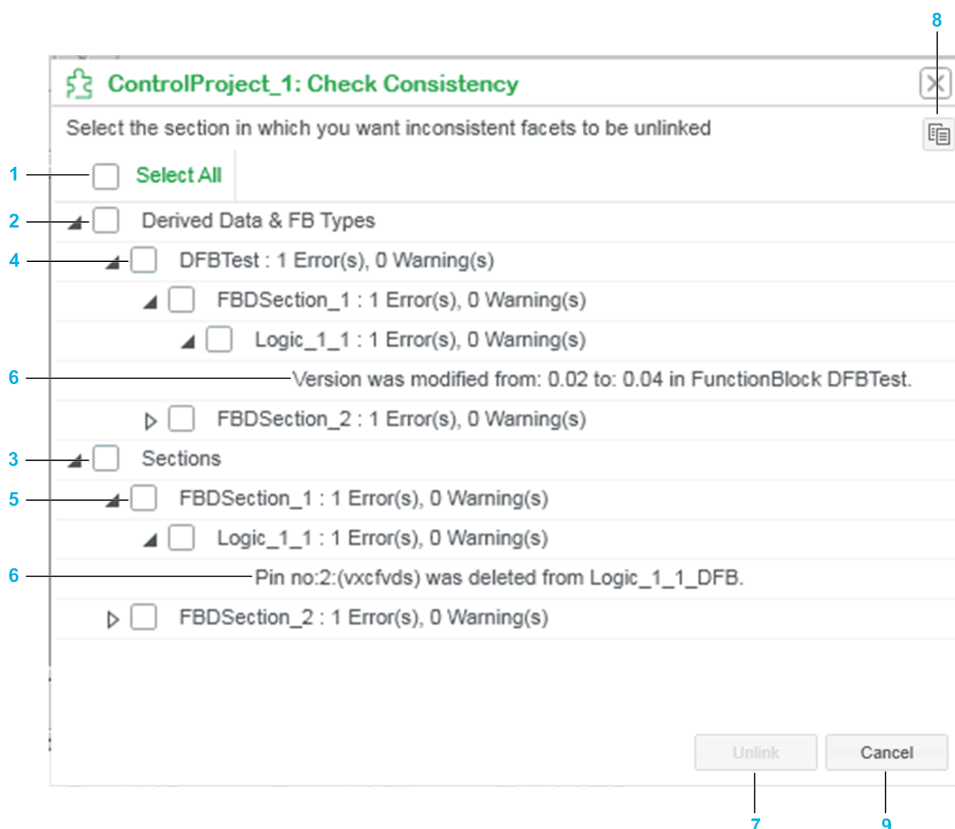 8
ControlProject_1: Check Consistency
Select the section in which you want inconsistent facets to be unlinked
1 Select All
2 Derived Data & FB Types
4 DFBTest : 1 Error(s), 0 Warning(s)
FBDSection_1 : 1 Error(s), 0 Warning(s)
Logic_1_1 : 1 Error(s), 0 Warning(s)
6 Version was modified from: 0.02 to: 0.04 in FunctionBlock DFBTest.
FBDSection_2 : 1 Error(s), 0 Warning(s)
3 Sections
5 FBDSection_1 : 1 Error(s), 0 Warning(s)
Logic_1_1 : 1 Error(s), 0 Warning(s)
6 Pin no:2:(vxcfvds) was deleted from Logic_1_1_DFB.
FBDSection_2 : 1 Error(s), 0 Warning(s)
Unlink Cancel
7 9